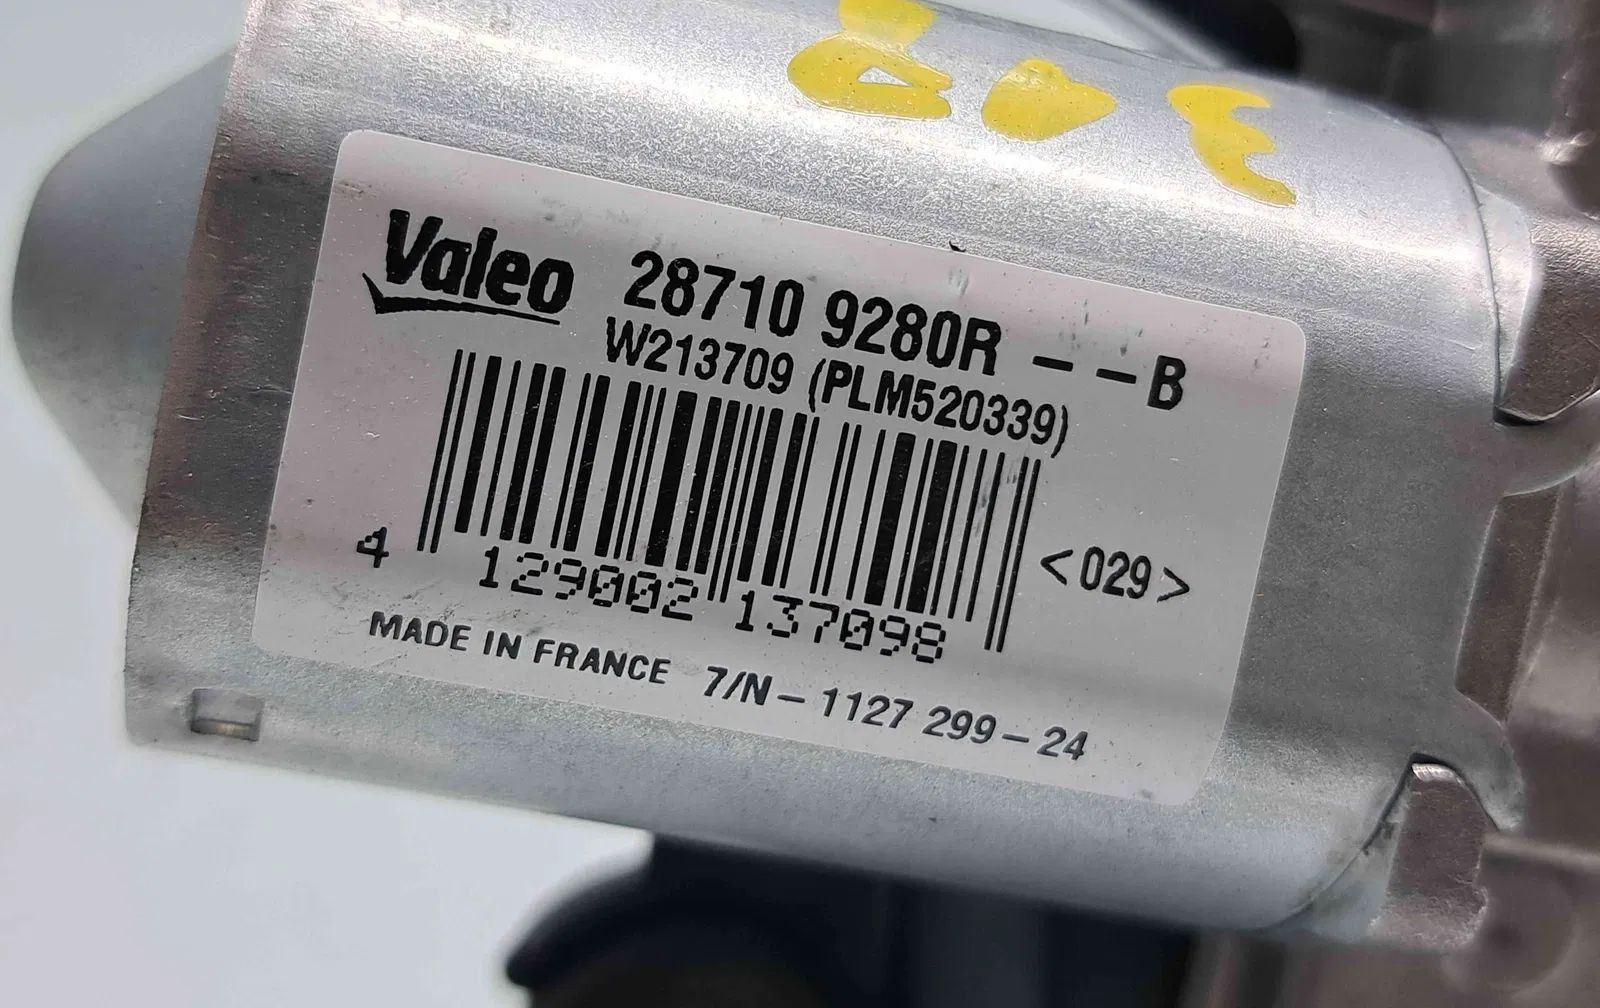 Valeo 28710 9280R -- B
W213709 (PLM520339)
<029>
4 129002 137098
MADE IN FRANCE 7/N-1127 299-24